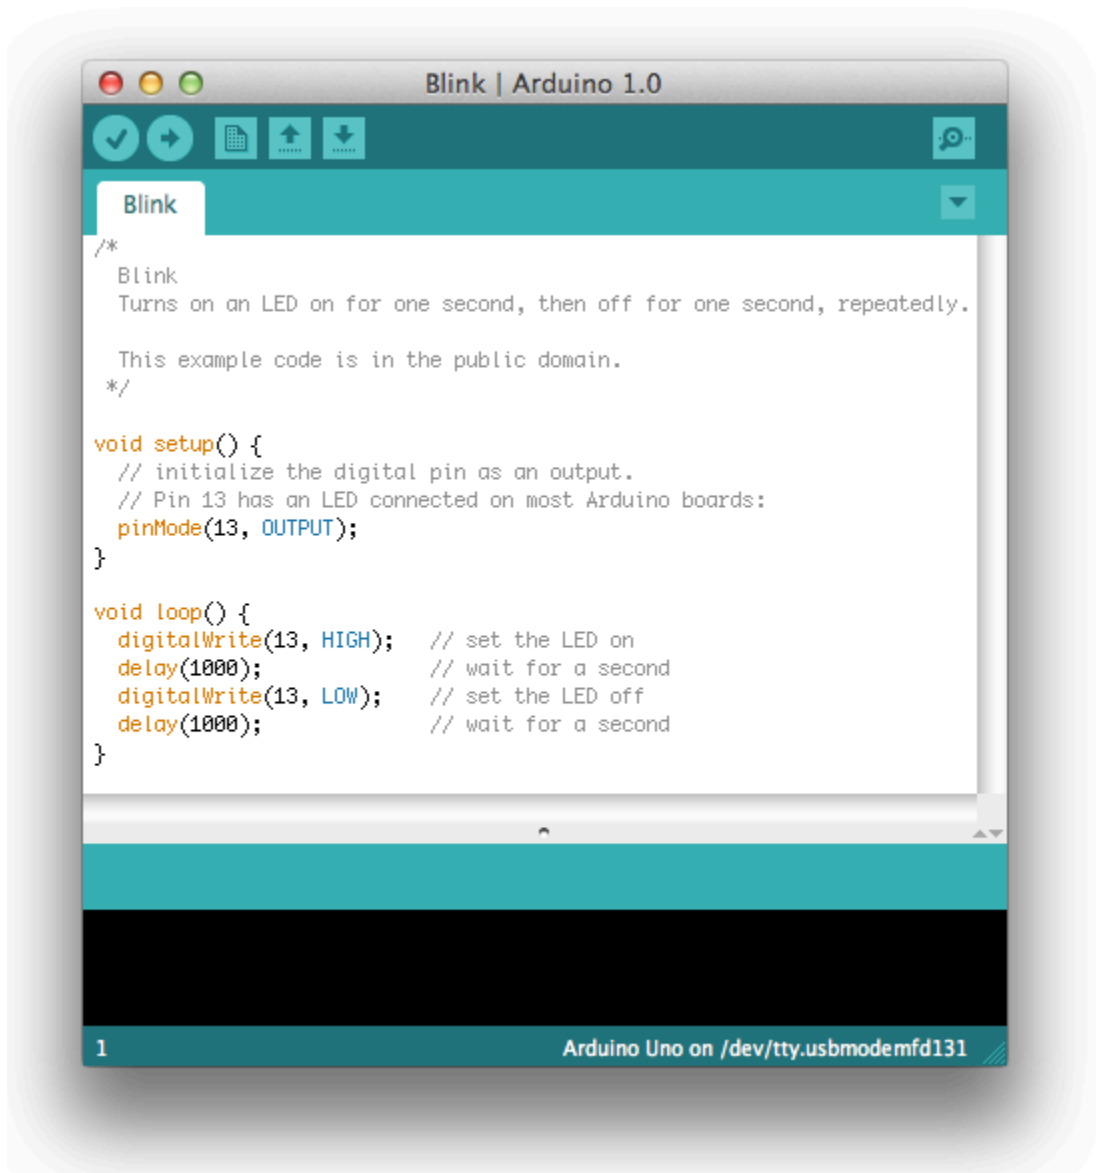 Blink | Arduino 1.0
Blink
/*
  Blink
  Turns on an LED on for one second, then off for one second, repeatedly.

  This example code is in the public domain.
 */

void setup() {
  // initialize the digital pin as an output.
  // Pin 13 has an LED connected on most Arduino boards:
  pinMode(13, OUTPUT);
}

void loop() {
  digitalWrite(13, HIGH);   // set the LED on
  delay(1000);              // wait for a second
  digitalWrite(13, LOW);    // set the LED off
  delay(1000);              // wait for a second
}
1
Arduino Uno on /dev/tty.usbmodemfd131